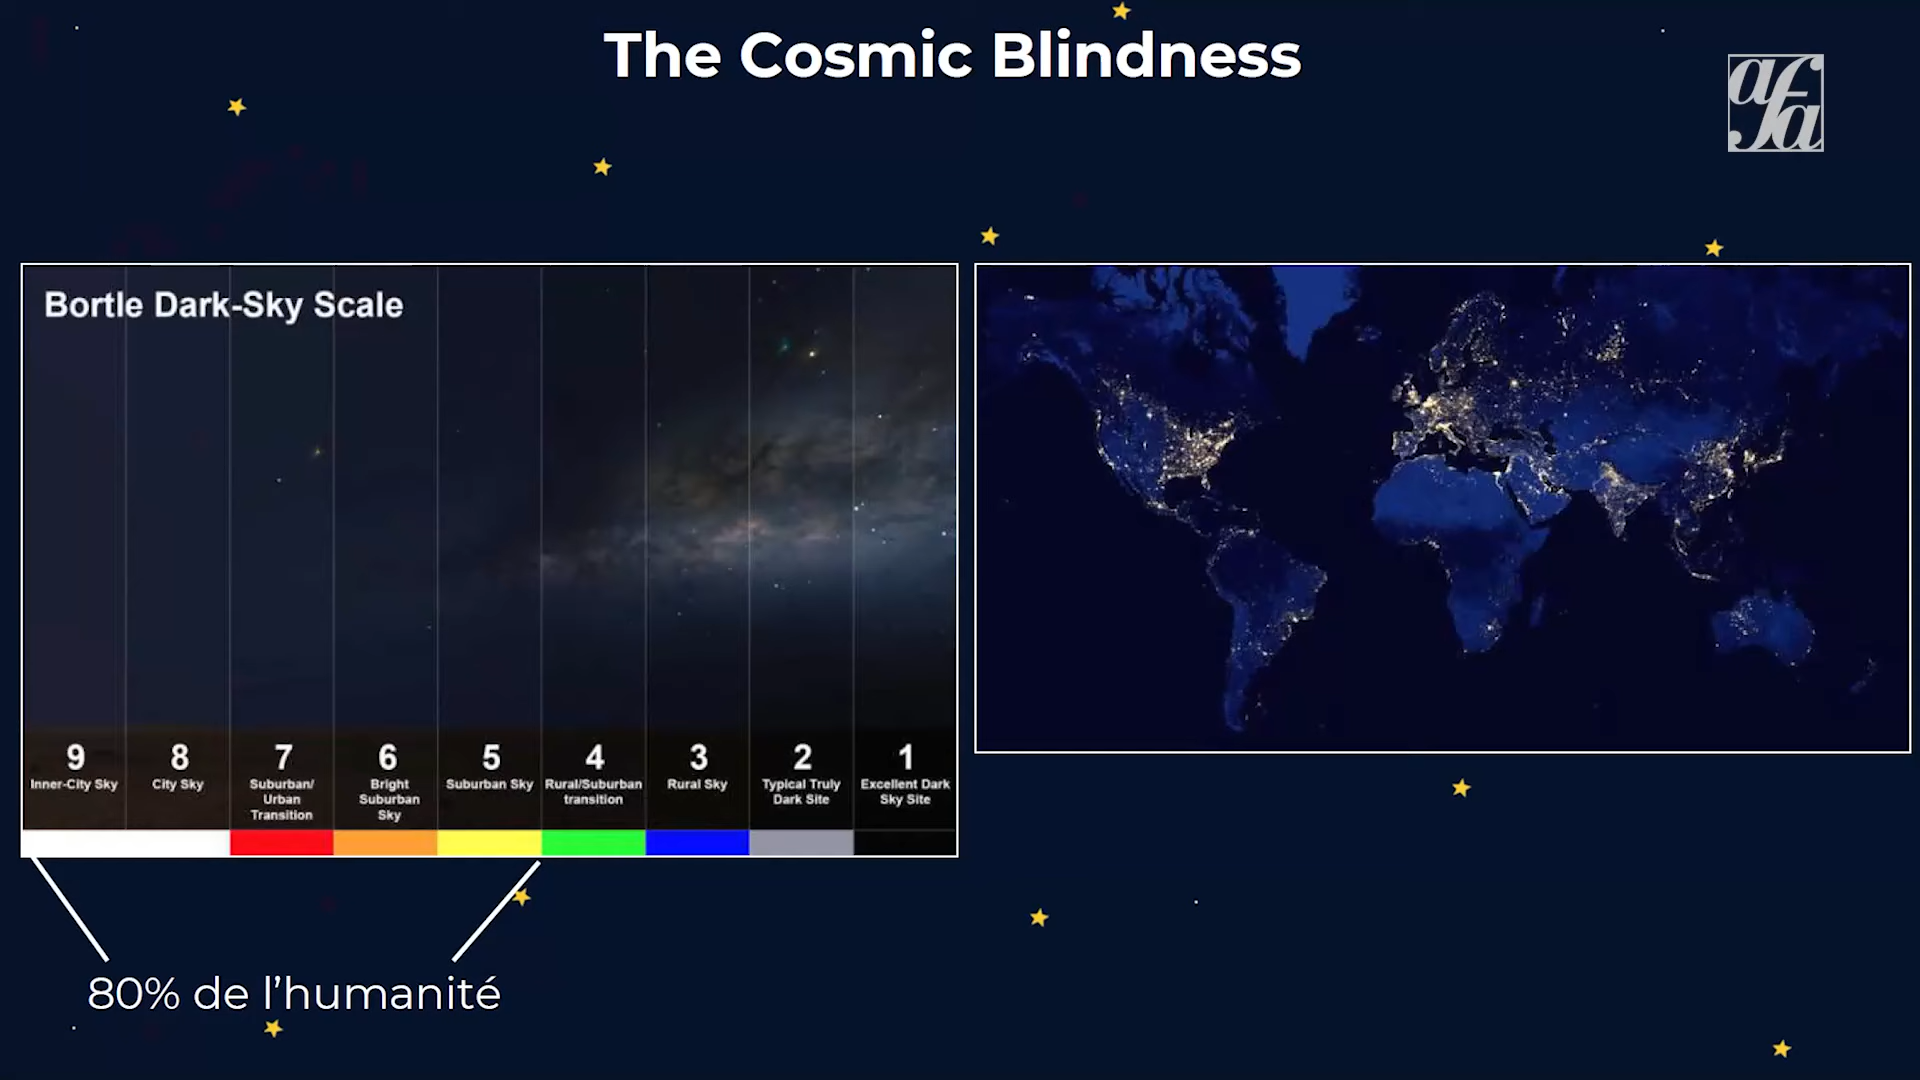 The Cosmic Blindness
afa
Bortle Dark-Sky Scale
9
Inner-City Sky
8
City Sky
7
Suburban/
Urban
Transition
6
Bright
Suburban
Sky
5
Suburban Sky
4
Rural/Suburban
transition
3
Rural Sky
2
Typical Truly
Dark Site
1
Excellent Dark
Sky Site
80% de l’humanité